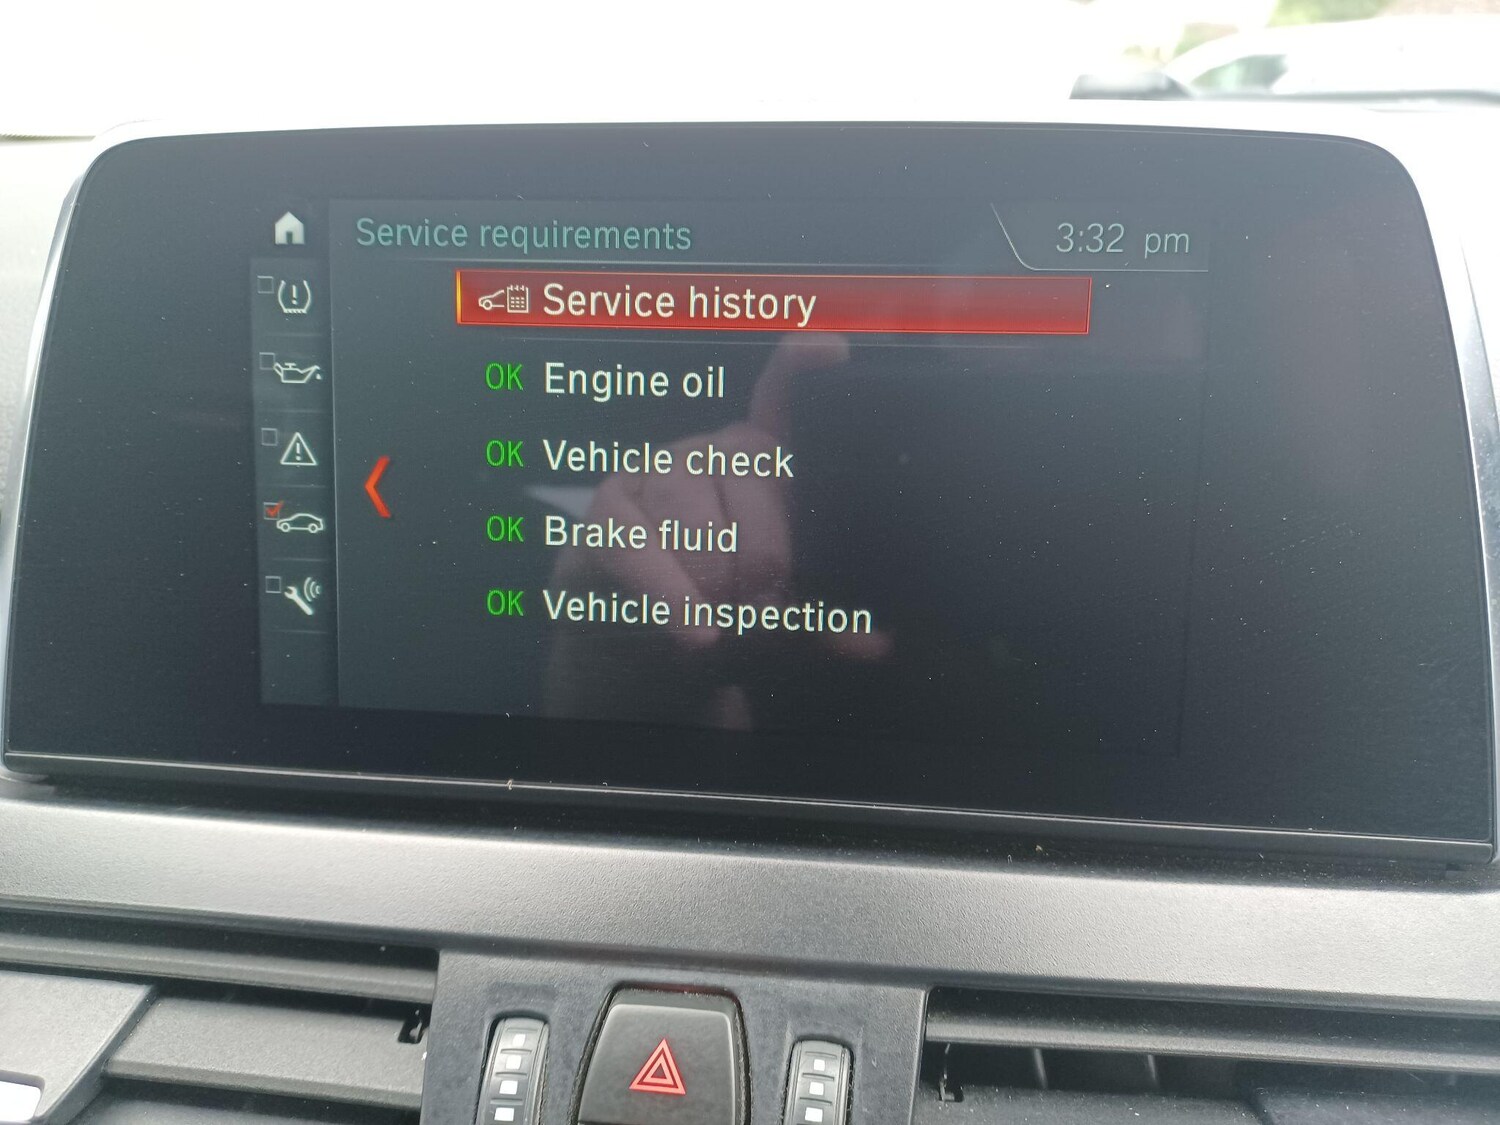 Service requirements 3:32 pm
Service history
OK Engine oil
OK Vehicle check
OK Brake fluid
OK Vehicle inspection